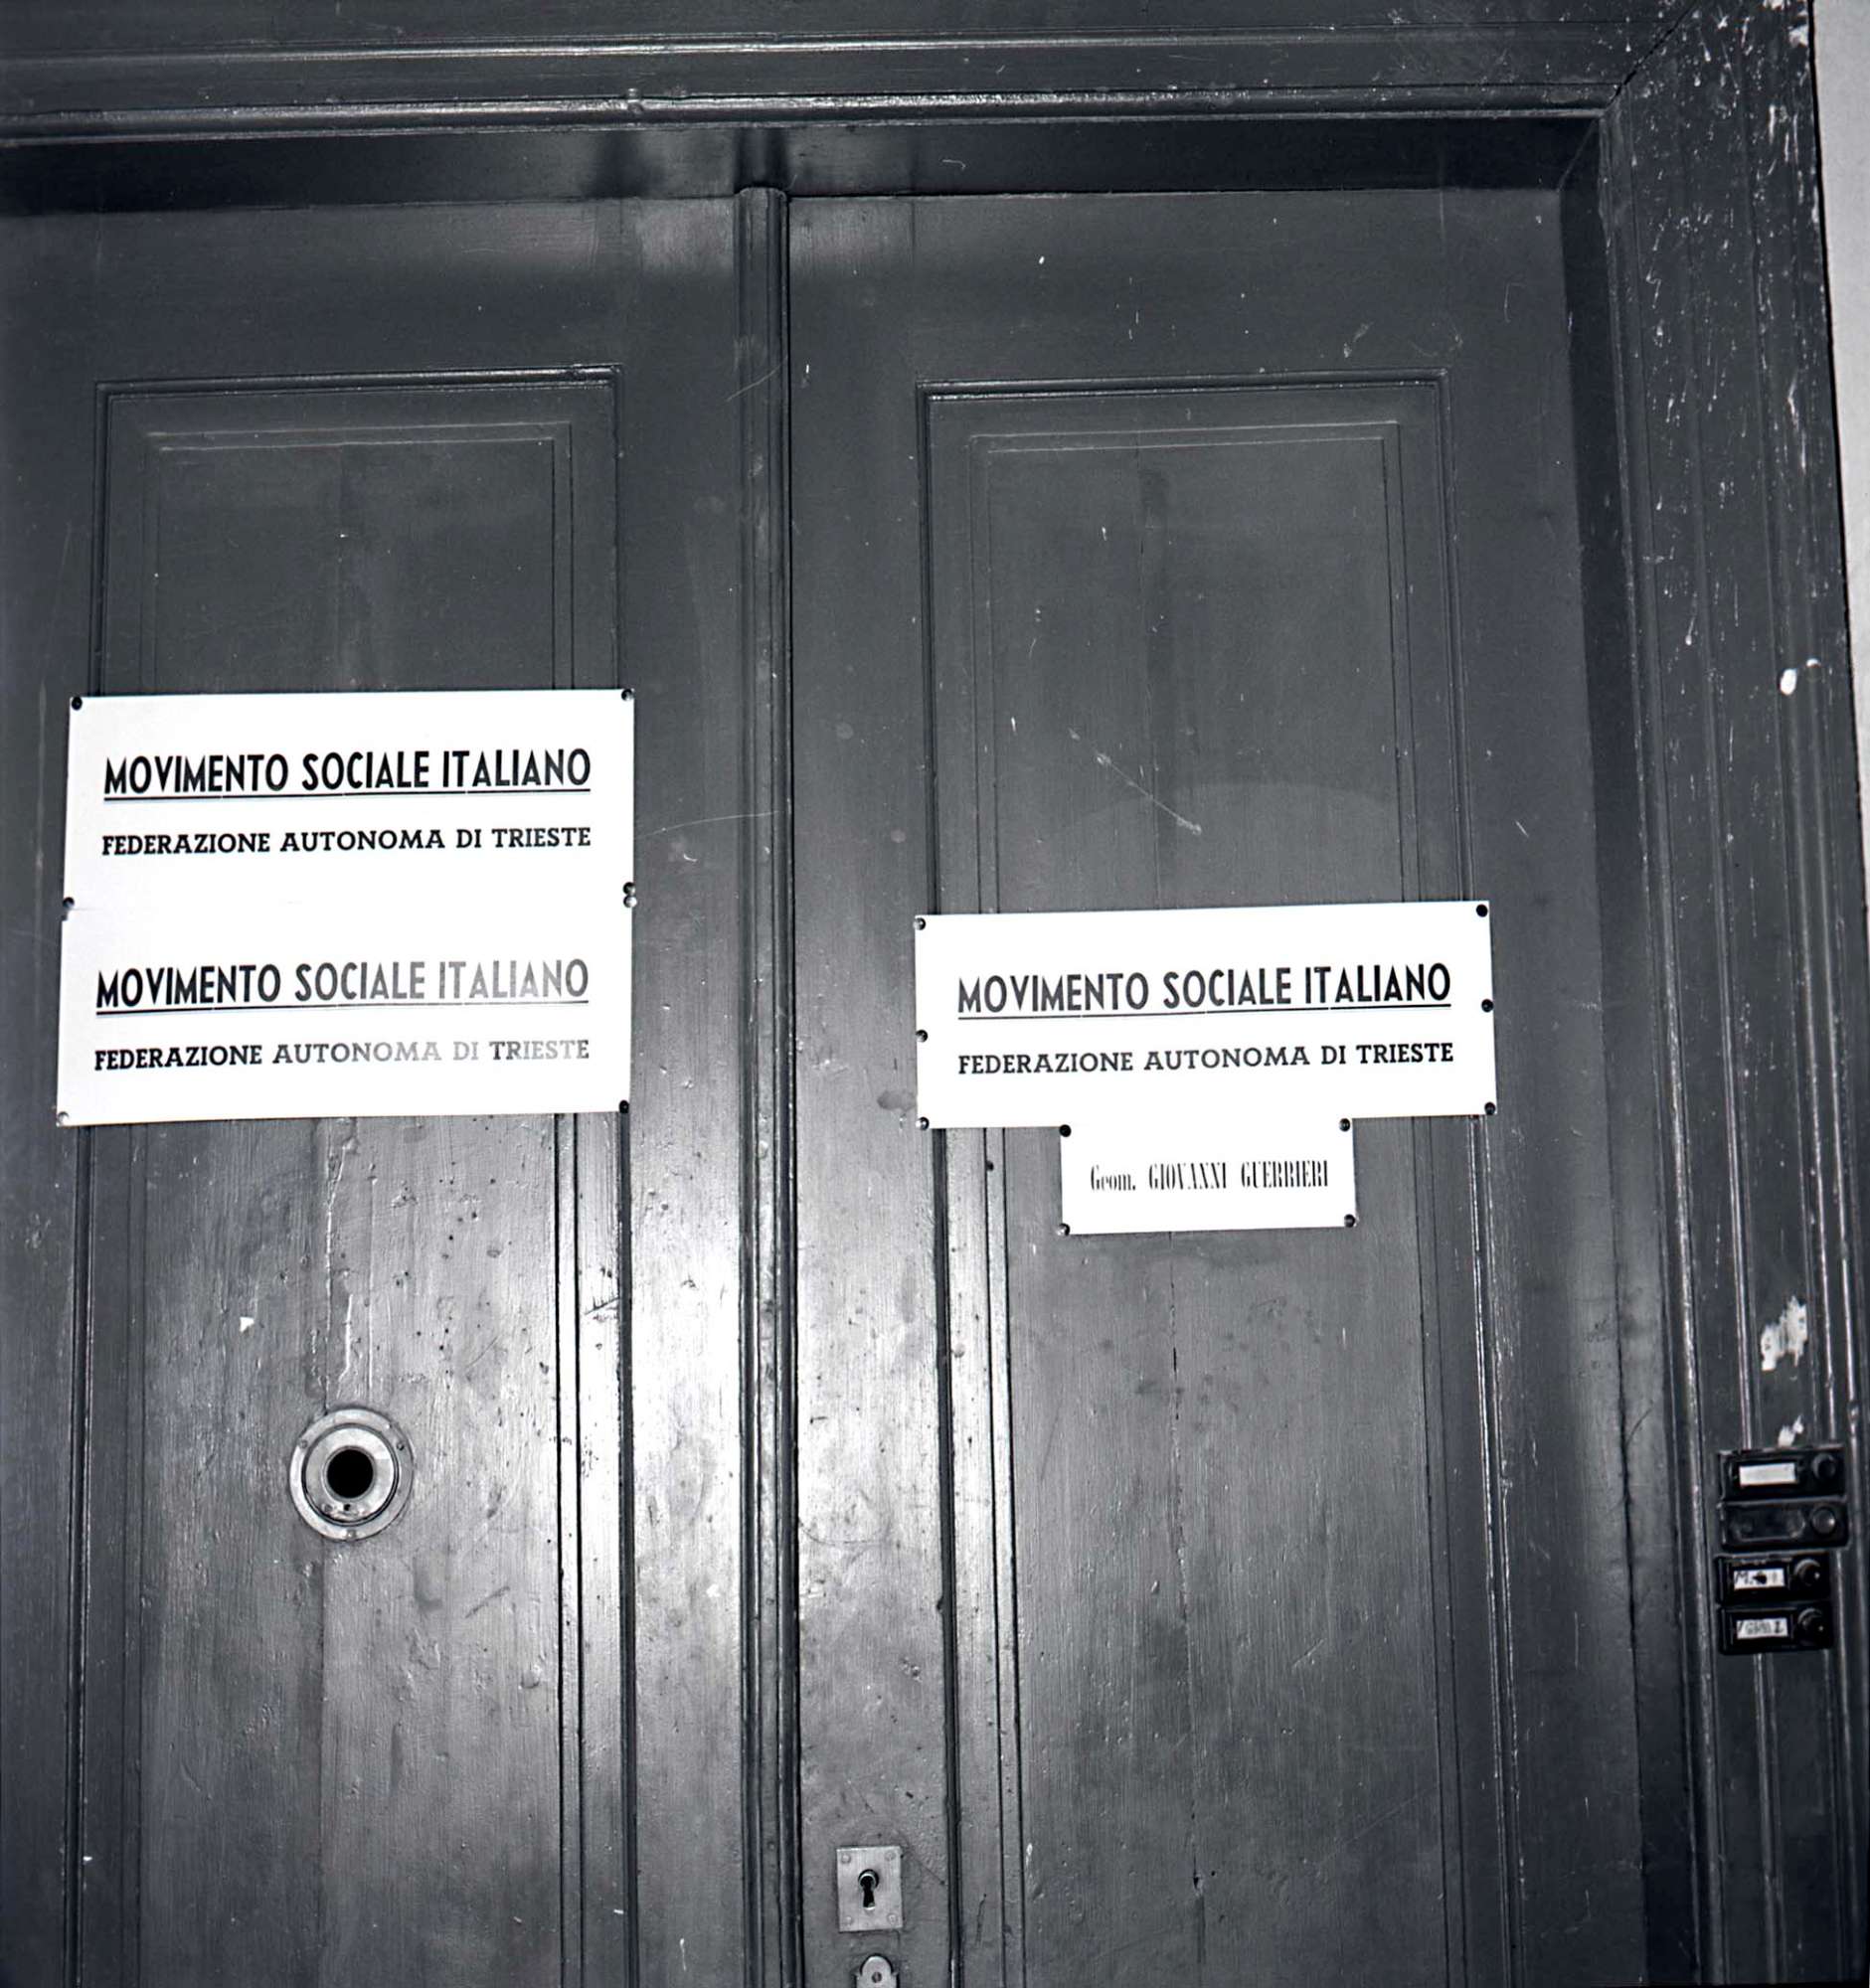 MOVIMENTO SOCIALE ITALIANO
FEDERAZIONE AUTONOMA DI TRIESTE
MOVIMENTO SOCIALE ITALIANO
FEDERAZIONE AUTONOMA DI TRIESTE
MOVIMENTO SOCIALE ITALIANO
FEDERAZIONE AUTONOMA DI TRIESTE
Geom. GIOVANNI GUERRIERI